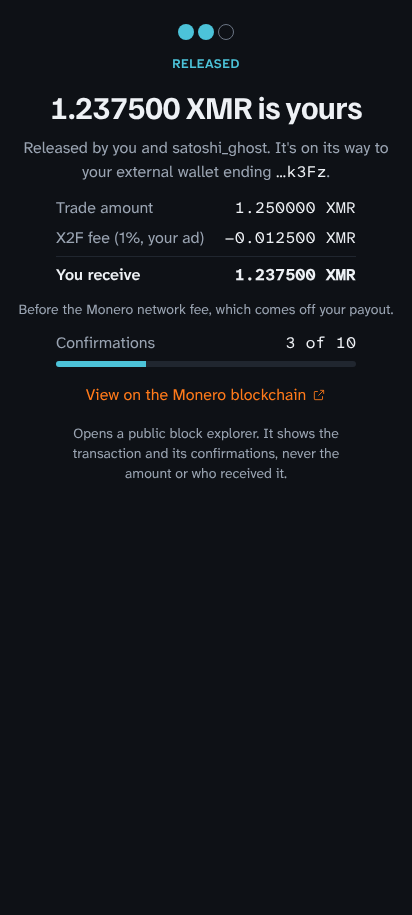 RELEASED
1.237500 XMR is yours
Released by you and satoshi_ghost. It's on its way to
your external wallet ending …k3Fz.
Trade amount 1.250000 XMR
X2F fee (1%, your ad) −0.012500 XMR
You receive 1.237500 XMR
Before the Monero network fee, which comes off your payout.
Confirmations 3 of 10
View on the Monero blockchain
Opens a public block explorer. It shows the
transaction and its confirmations, never the
amount or who received it.